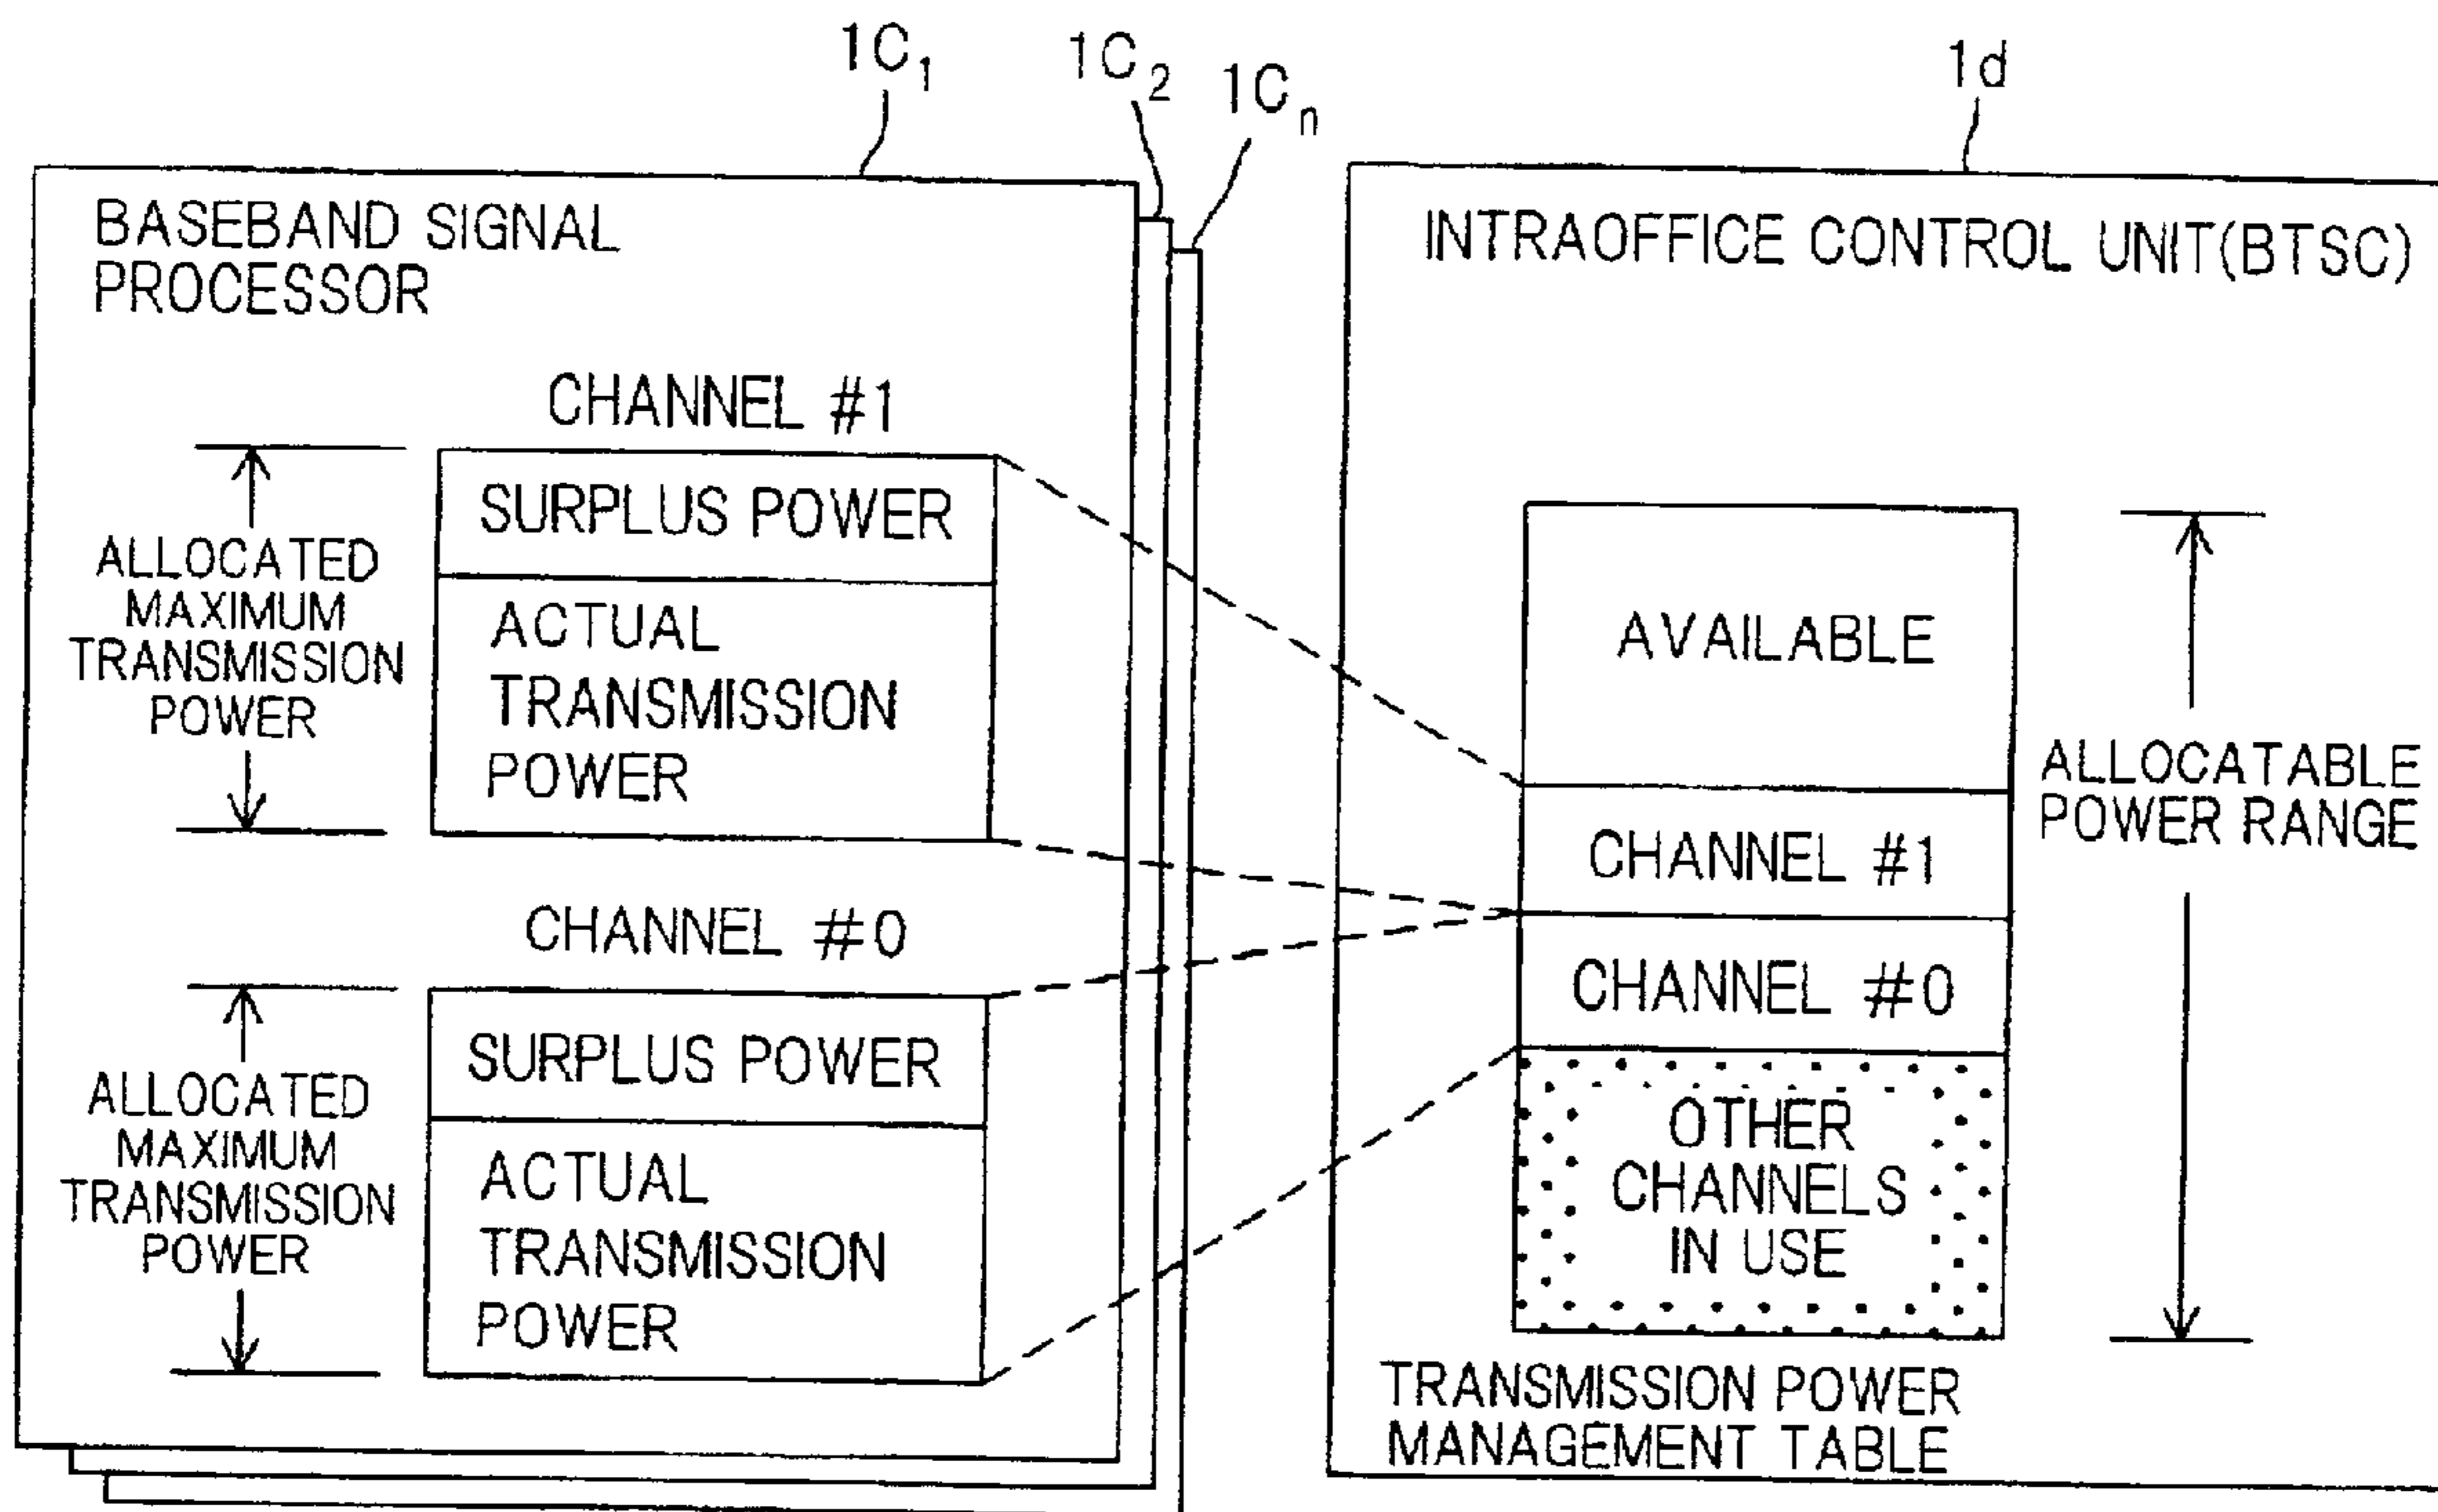 1C1
1C2
1Cn
1d
BASEBAND SIGNAL
PROCESSOR
CHANNEL #1
SURPLUS POWER
ACTUAL
TRANSMISSION
POWER
ALLOCATED
MAXIMUM
TRANSMISSION
POWER
CHANNEL #0
SURPLUS POWER
ACTUAL
TRANSMISSION
POWER
ALLOCATED
MAXIMUM
TRANSMISSION
POWER
INTRAOFFICE CONTROL UNIT(BTSC)
AVAILABLE
CHANNEL #1
CHANNEL #0
OTHER
CHANNELS
IN USE
ALLOCATABLE
POWER RANGE
TRANSMISSION POWER
MANAGEMENT TABLE